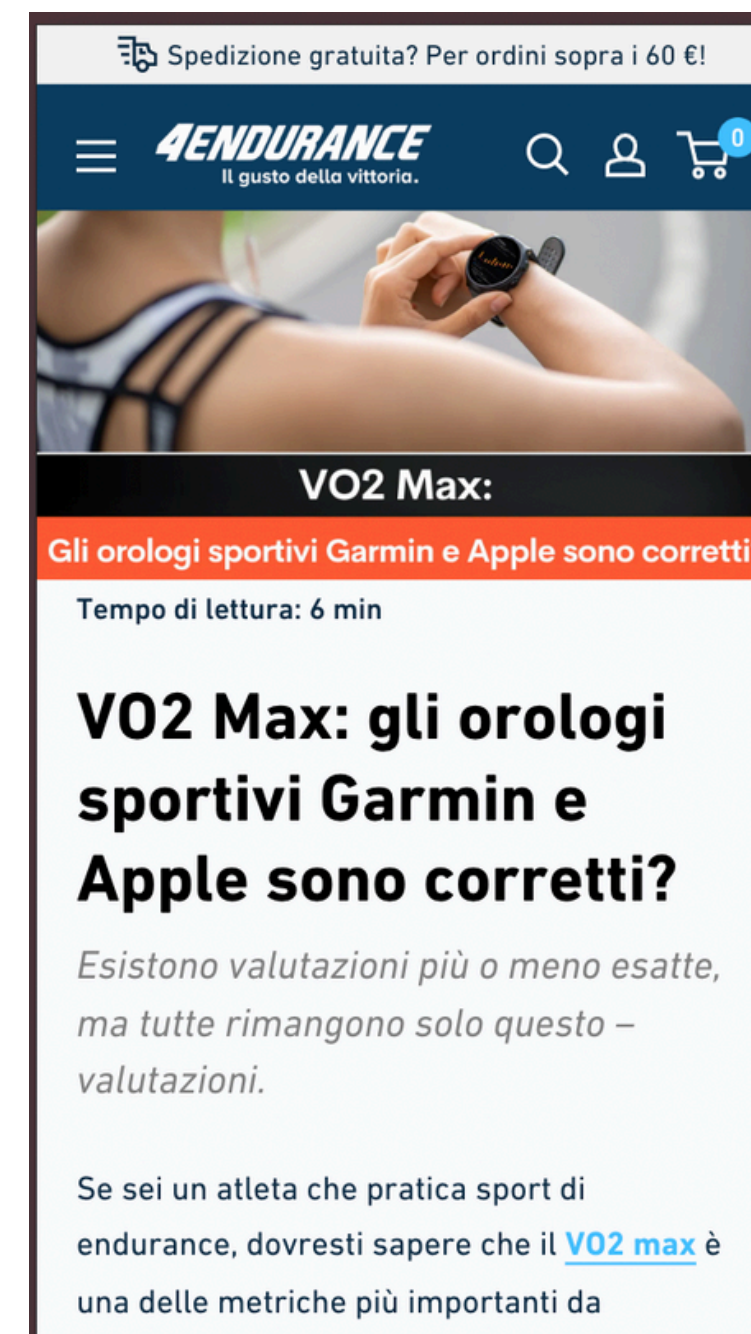 Spedizione gratuita? Per ordini sopra i 60 €!
4ENDURANCE
Il gusto della vittoria.
0
VO2 Max:
Gli orologi sportivi Garmin e Apple sono corretti
Tempo di lettura: 6 min
VO2 Max: gli orologi
sportivi Garmin e
Apple sono corretti?
Esistono valutazioni più o meno esatte,
ma tutte rimangono solo questo –
valutazioni.
Se sei un atleta che pratica sport di
endurance, dovresti sapere che il VO2 max è
una delle metriche più importanti da